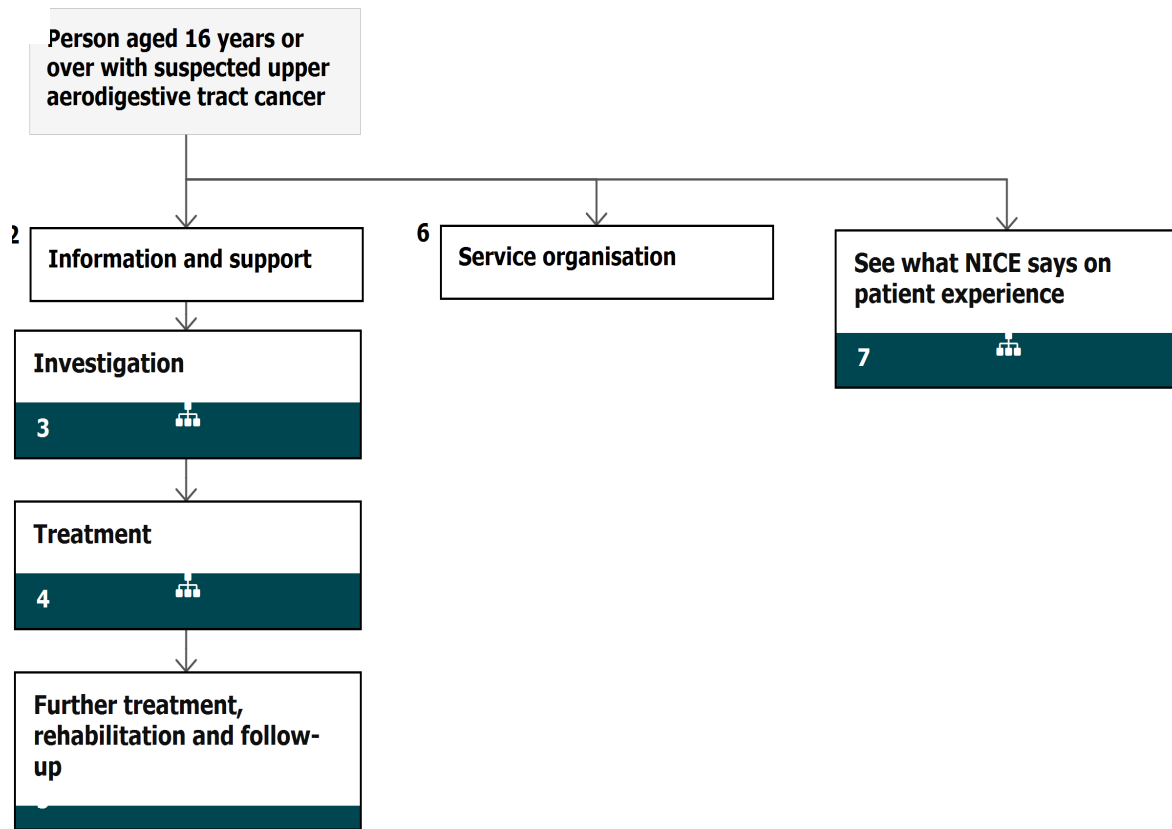 Person aged 16 years or
over with suspected upper
aerodigestive tract cancer
2
Information and support
6
Service organisation
See what NICE says on
patient experience
7
Investigation
3
Treatment
4
Further treatment,
rehabilitation and follow-
up